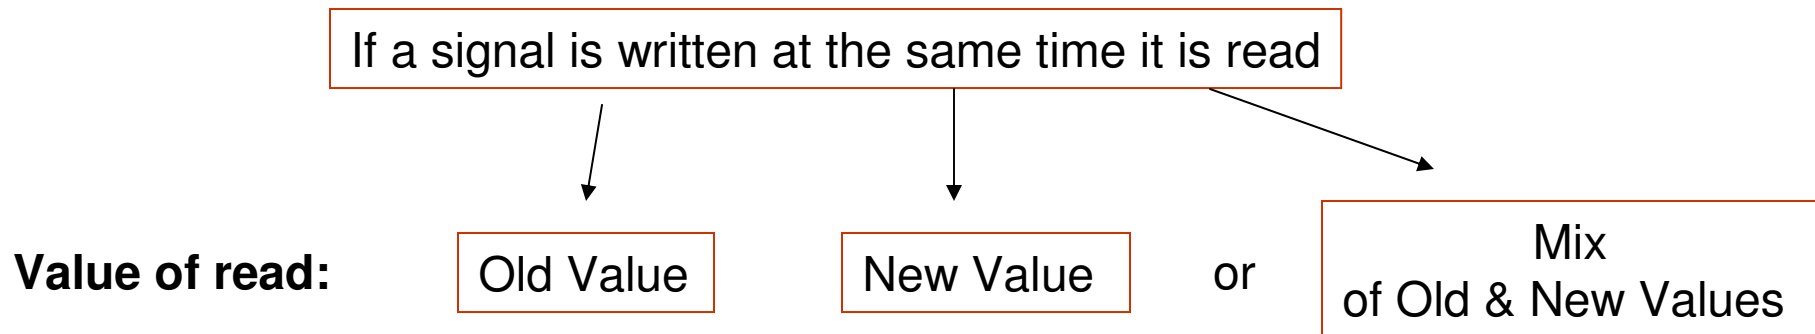 If a signal is written at the same time it is read
Value of read: Old Value New Value or Mix
of Old & New Values